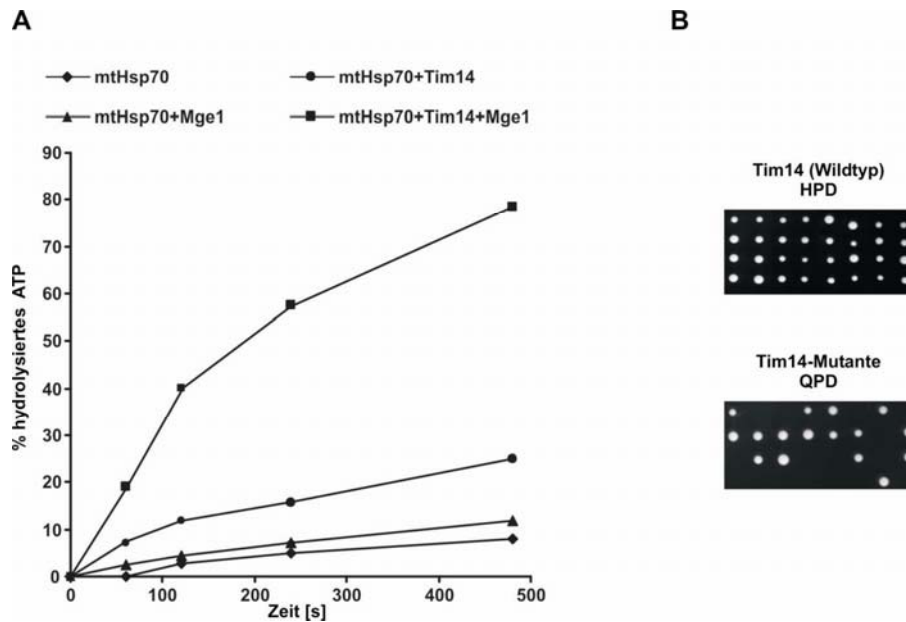 A
B
mtHsp70
mtHsp70+Tim14
mtHsp70+Mge1
mtHsp70+Tim14+Mge1
90
80
70
60
50
40
30
20
10
0
% hydrolysiertes ATP
0
100
200
300
400
500
Zeit [s]
Tim14 (Wildtyp)
HPD
Tim14-Mutante
QPD